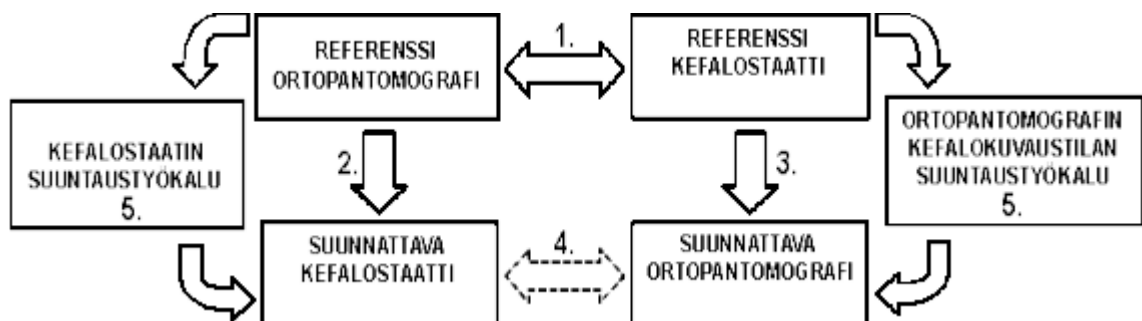 REFERENSSI
ORTOPANTOMOGRAFI
1.
REFERENSSI
KEFALOSTAATTI
KEFALOSTAATIN
SUUNTAUSTYÖKALU
5.
2.
3.
ORTOPANTOMOGRAFIN
KEFALOKUVAUSTILAN
SUUNTAUSTYÖKALU
5.
SUUNNATTAVA
KEFALOSTAATTI
4.
SUUNNATTAVA
ORTOPANTOMOGRAFI